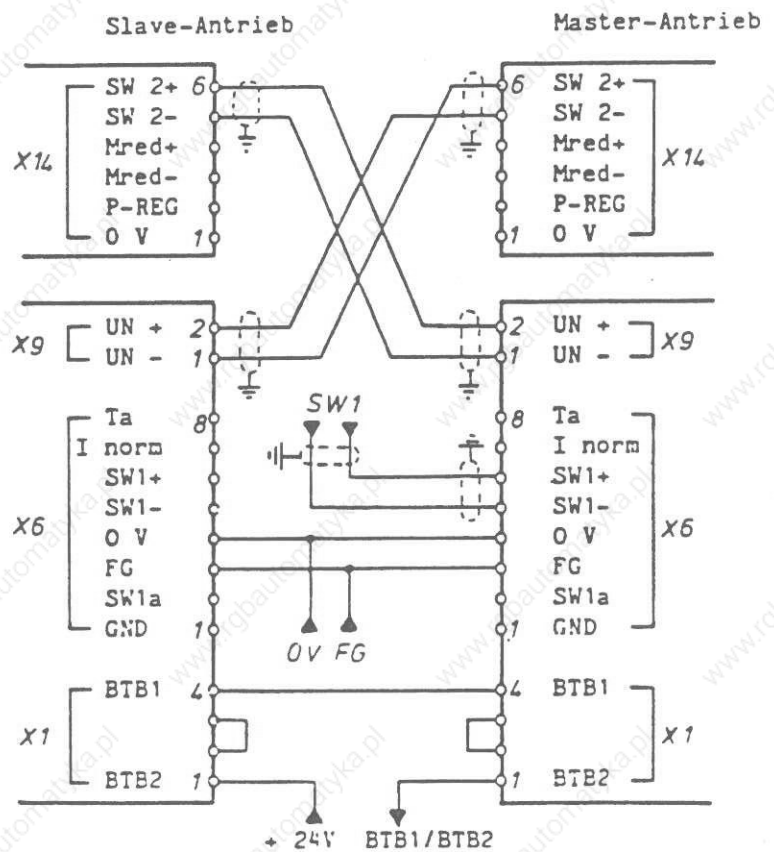 Slave-Antrieb
Master-Antrieb
X14
SW 2+ 6
SW 2-
Mred+
Mred-
P-REG
0 V 1
6 SW 2+
SW 2-
Mred+
Mred-
P-REG
1 0 V
X14
X9
UN + 2
UN - 1
2 UN +
1 UN -
X9
X6
Ta 8
I norm
SW1+
SW1-
0 V
FG
SW1a
GND 1
SW1
0V FG
8 Ta
I norm
SW1+
SW1-
0 V
FG
SW1a
1 GND
X6
X1
BTB1 4
BTB2 1
4 BTB1
1 BTB2
X1
+ 24V BTB1/BTB2
www.rgbautomatyka.pl